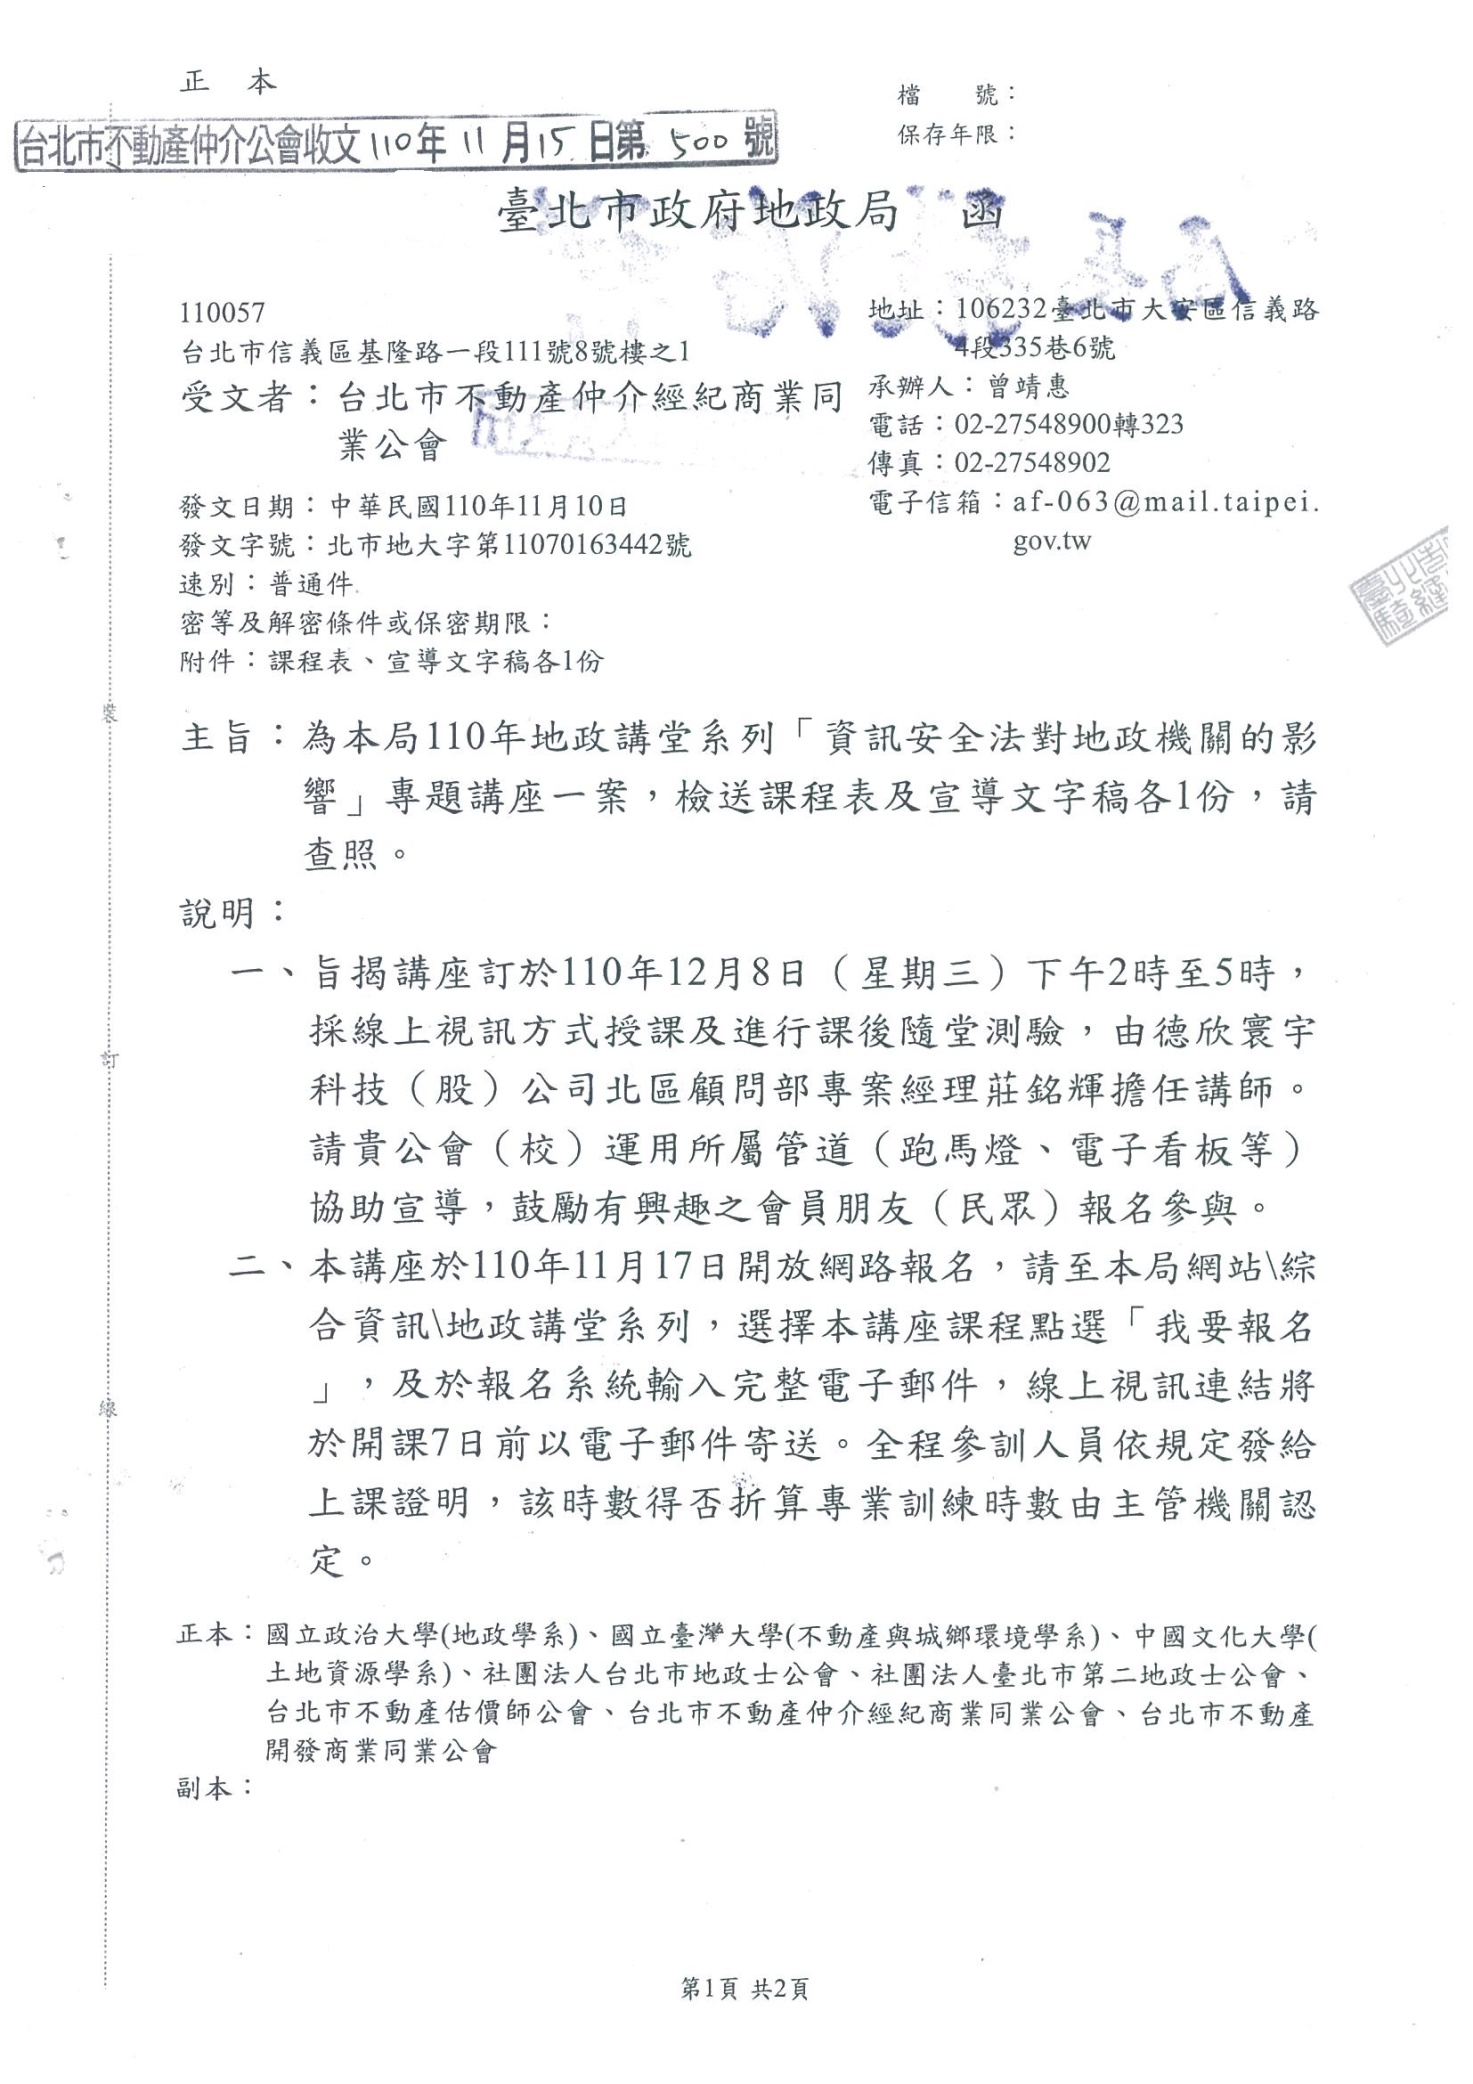 正 本
檔 號：
保存年限：
台北市不動產仲介公會收文110年11月15日第500號
臺北市政府地政局 函
110057
台北市信義區基隆路一段111號8號樓之1
受文者：台北市不動產仲介經紀商業同
業公會
地址：106232臺北市大安區信義路
4段335巷6號
承辦人：曾靖惠
電話：02-27548900轉323
傳真：02-27548902
電子信箱：af-063@mail.taipei.
gov.tw
發文日期：中華民國110年11月10日
發文字號：北市地大字第11070163442號
速別：普通件
密等及解密條件或保密期限：
附件：課程表、宣導文字稿各1份
主旨：為本局110年地政講堂系列「資訊安全法對地政機關的影
響」專題講座一案，檢送課程表及宣導文字稿各1份，請
查照。
說明：
一、旨揭講座訂於110年12月8日（星期三）下午2時至5時，
採線上視訊方式授課及進行課後隨堂測驗，由德欣寰宇
科技（股）公司北區顧問部專案經理莊銘輝擔任講師。
請貴公會（校）運用所屬管道（跑馬燈、電子看板等）
協助宣導，鼓勵有興趣之會員朋友（民眾）報名參與。
二、本講座於110年11月17日開放網路報名，請至本局網站\綜
合資訊\地政講堂系列，選擇本講座課程點選「我要報名
」，及於報名系統輸入完整電子郵件，線上視訊連結將
於開課7日前以電子郵件寄送。全程參訓人員依規定發給
上課證明，該時數得否折算專業訓練時數由主管機關認
定。
正本：國立政治大學(地政學系)、國立臺灣大學(不動產與城鄉環境學系)、中國文化大學(
土地資源學系)、社團法人台北市地政士公會、社團法人臺北市第二地政士公會、
台北市不動產估價師公會、台北市不動產仲介經紀商業同業公會、台北市不動產
開發商業同業公會
副本：
裝
訂
線
第1頁 共2頁